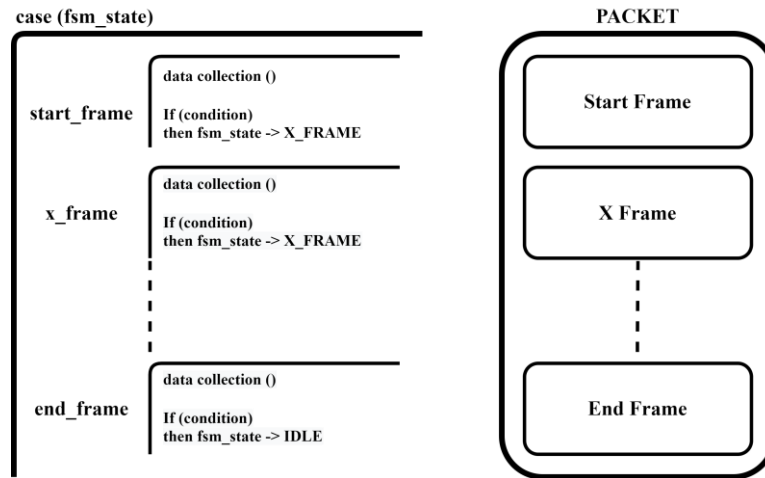 case (fsm_state)
start_frame
data collection ()
If (condition)
then fsm_state -> X_FRAME
x_frame
data collection ()
If (condition)
then fsm_state -> X_FRAME
end_frame
data collection ()
If (condition)
then fsm_state -> IDLE
PACKET
Start Frame
X Frame
End Frame